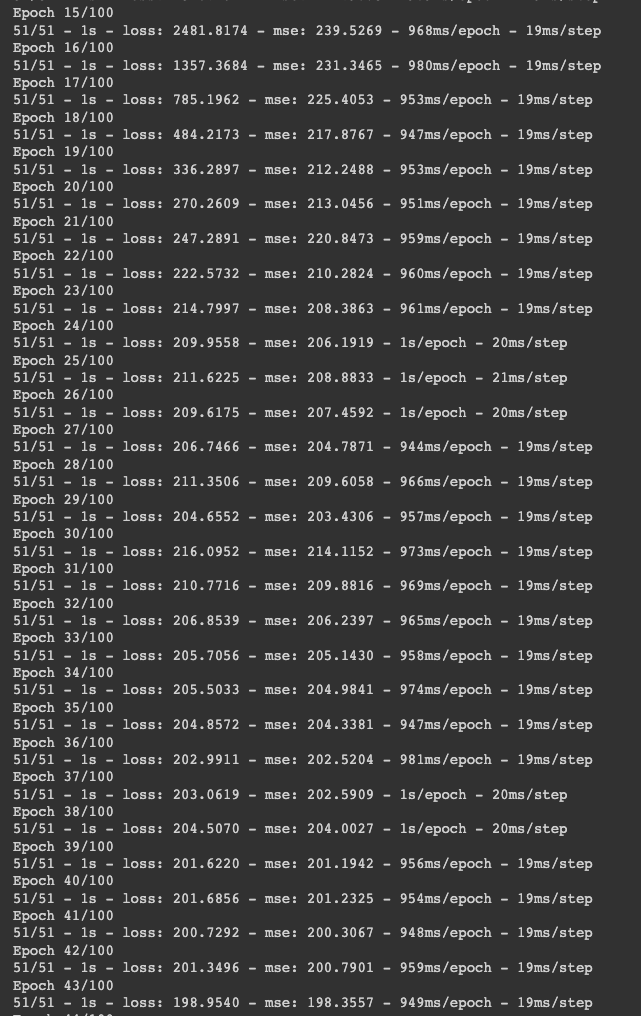 Epoch 15/100
51/51 - 1s - loss: 2481.8174 - mse: 239.5269 - 968ms/epoch - 19ms/step
Epoch 16/100
51/51 - 1s - loss: 1357.3684 - mse: 231.3465 - 980ms/epoch - 19ms/step
Epoch 17/100
51/51 - 1s - loss: 785.1962 - mse: 225.4053 - 953ms/epoch - 19ms/step
Epoch 18/100
51/51 - 1s - loss: 484.2173 - mse: 217.8767 - 947ms/epoch - 19ms/step
Epoch 19/100
51/51 - 1s - loss: 336.2897 - mse: 212.2488 - 953ms/epoch - 19ms/step
Epoch 20/100
51/51 - 1s - loss: 270.2609 - mse: 213.0456 - 951ms/epoch - 19ms/step
Epoch 21/100
51/51 - 1s - loss: 247.2891 - mse: 220.8473 - 959ms/epoch - 19ms/step
Epoch 22/100
51/51 - 1s - loss: 222.5732 - mse: 210.2824 - 960ms/epoch - 19ms/step
Epoch 23/100
51/51 - 1s - loss: 214.7997 - mse: 208.3863 - 961ms/epoch - 19ms/step
Epoch 24/100
51/51 - 1s - loss: 209.9558 - mse: 206.1919 - 1s/epoch - 20ms/step
Epoch 25/100
51/51 - 1s - loss: 211.6225 - mse: 208.8833 - 1s/epoch - 21ms/step
Epoch 26/100
51/51 - 1s - loss: 209.6175 - mse: 207.4592 - 1s/epoch - 20ms/step
Epoch 27/100
51/51 - 1s - loss: 206.7466 - mse: 204.7871 - 944ms/epoch - 19ms/step
Epoch 28/100
51/51 - 1s - loss: 211.3506 - mse: 209.6058 - 966ms/epoch - 19ms/step
Epoch 29/100
51/51 - 1s - loss: 204.6552 - mse: 203.4306 - 957ms/epoch - 19ms/step
Epoch 30/100
51/51 - 1s - loss: 216.0952 - mse: 214.1152 - 973ms/epoch - 19ms/step
Epoch 31/100
51/51 - 1s - loss: 210.7716 - mse: 209.8816 - 969ms/epoch - 19ms/step
Epoch 32/100
51/51 - 1s - loss: 206.8539 - mse: 206.2397 - 965ms/epoch - 19ms/step
Epoch 33/100
51/51 - 1s - loss: 205.7056 - mse: 205.1430 - 958ms/epoch - 19ms/step
Epoch 34/100
51/51 - 1s - loss: 205.5033 - mse: 204.9841 - 974ms/epoch - 19ms/step
Epoch 35/100
51/51 - 1s - loss: 204.8572 - mse: 204.3381 - 947ms/epoch - 19ms/step
Epoch 36/100
51/51 - 1s - loss: 202.9911 - mse: 202.5204 - 981ms/epoch - 19ms/step
Epoch 37/100
51/51 - 1s - loss: 203.0619 - mse: 202.5909 - 1s/epoch - 20ms/step
Epoch 38/100
51/51 - 1s - loss: 204.5070 - mse: 204.0027 - 1s/epoch - 20ms/step
Epoch 39/100
51/51 - 1s - loss: 201.6220 - mse: 201.1942 - 956ms/epoch - 19ms/step
Epoch 40/100
51/51 - 1s - loss: 201.6856 - mse: 201.2325 - 954ms/epoch - 19ms/step
Epoch 41/100
51/51 - 1s - loss: 200.7292 - mse: 200.3067 - 948ms/epoch - 19ms/step
Epoch 42/100
51/51 - 1s - loss: 201.3496 - mse: 200.7901 - 959ms/epoch - 19ms/step
Epoch 43/100
51/51 - 1s - loss: 198.9540 - mse: 198.3557 - 949ms/epoch - 19ms/step